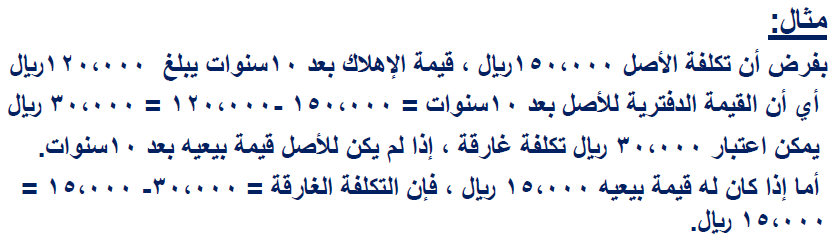 مثال:
بفرض أن تكلفة الأصل ١٥٠،٠٠٠ريال ، قيمة الإهلاك بعد ١٠سنوات يبلغ ١٢٠،٠٠٠ريال
أي أن القيمة الدفترية للأصل بعد ١٠سنوات = ١٥٠،٠٠٠ -١٢٠،٠٠٠ = ٣٠،٠٠٠ ريال
يمكن اعتبار ٣٠،٠٠٠ ريال تكلفة غارقة ، إذا لم يكن للأصل قيمة بيعيه بعد ١٠سنوات.
أما إذا كان له قيمة بيعيه ١٥،٠٠٠ ريال ، فإن التكلفة الغارقة = ٣٠،٠٠٠- ١٥،٠٠٠ =
١٥،٠٠٠ ريال.